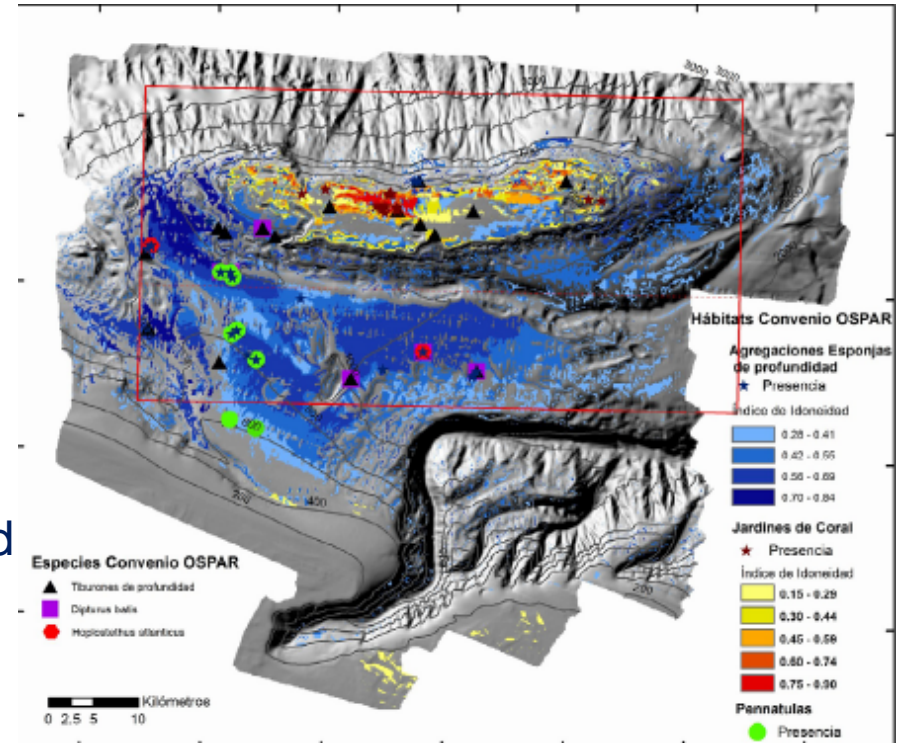 3000
3000
3000
800
400
200
200
d
Hábitats Convenio OSPAR
Agregaciones Esponjas
de profundidad
Presencia
Índice de Idoneidad
0.28 - 0.41
0.42 - 0.55
0.56 - 0.69
0.70 - 0.84
Jardines de Coral
Presencia
Índice de Idoneidad
0.15 - 0.29
0.30 - 0.44
0.45 - 0.59
0.60 - 0.74
0.75 - 0.90
Pennatulas
Presencia
Especies Convenio OSPAR
Tiburones de profundidad
Dipturus batis
Hoplostethus atlanticus
Kilómetros
0 2.5 5 10